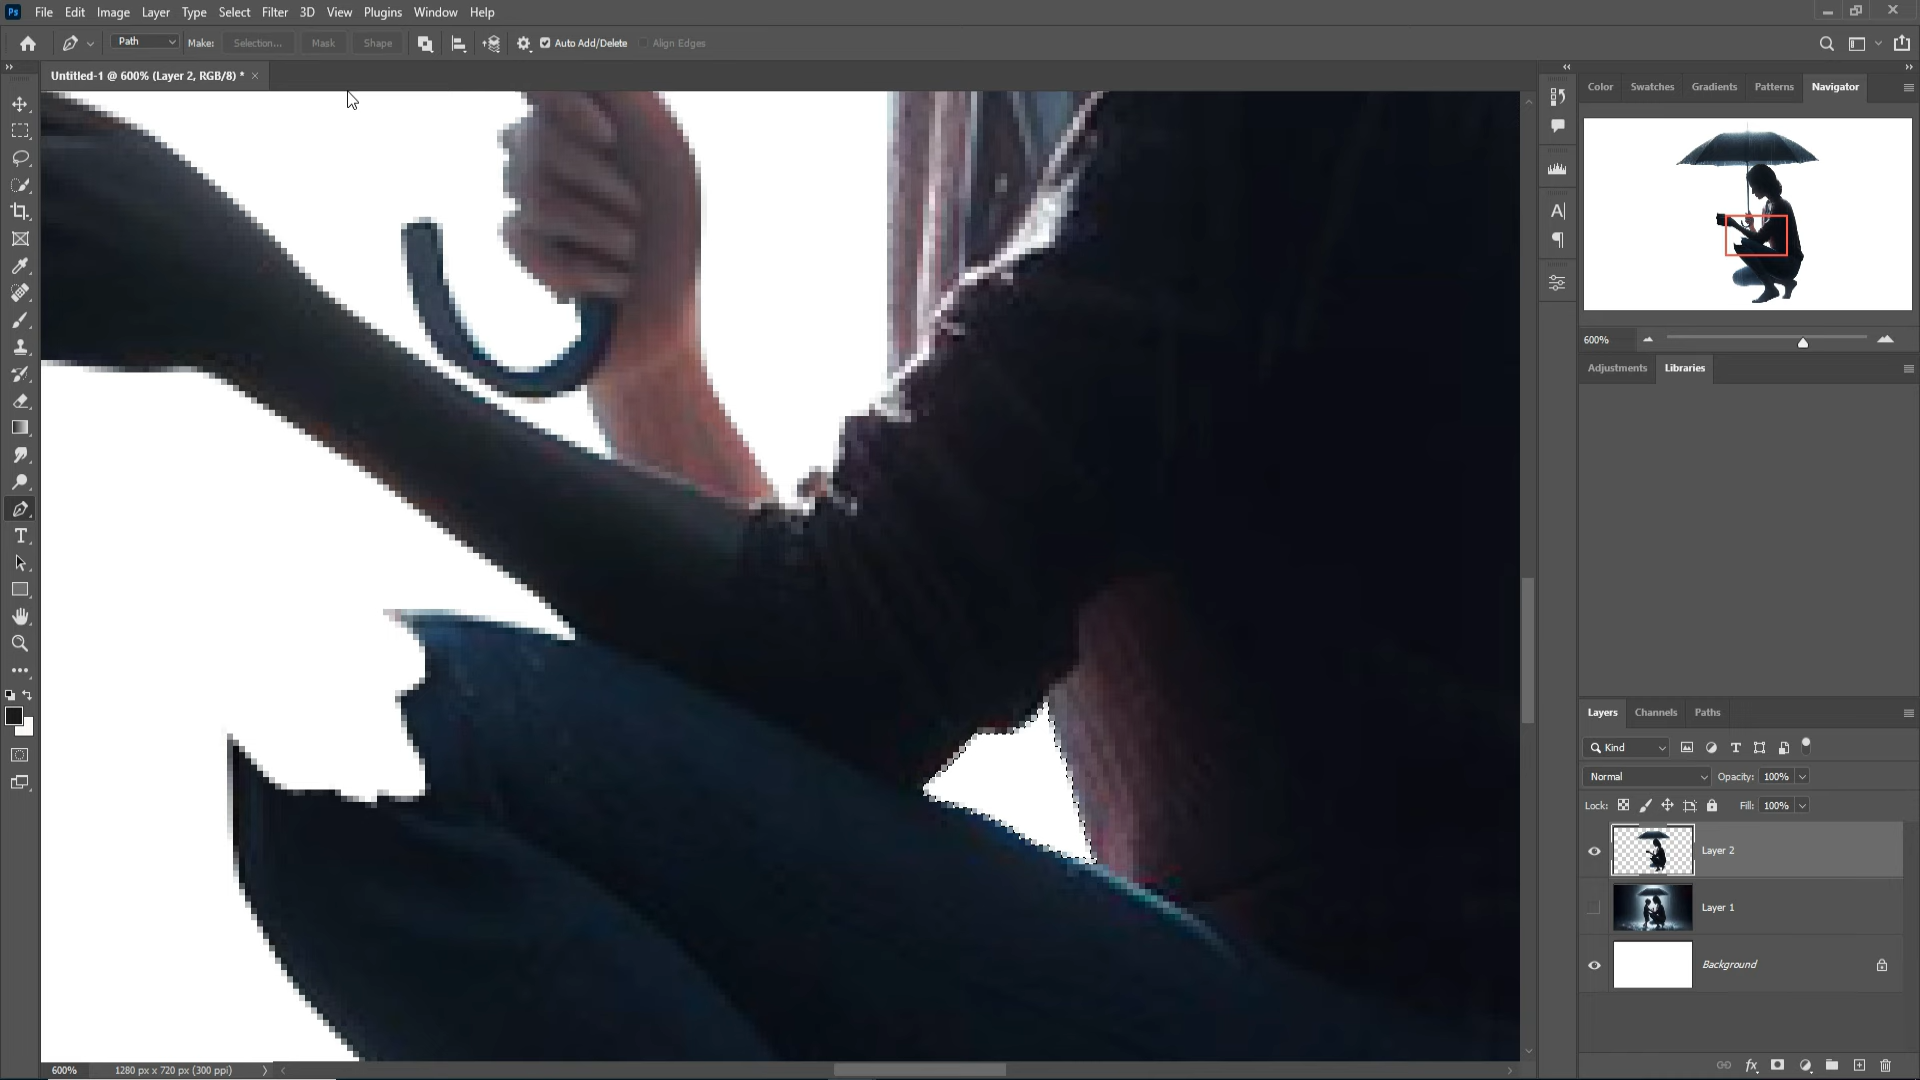 Ps File Edit Image Layer Type Select Filter 3D View Plugins Window Help
Path Make: Selection... Mask Shape Auto Add/Delete Align Edges
Untitled-1 @ 600% (Layer 2, RGB/8) *
Color Swatches Gradients Patterns Navigator
600%
Adjustments Libraries
Layers Channels Paths
Kind
Normal Opacity: 100%
Lock: Fill: 100%
Layer 2
Layer 1
Background
600% 1280 px x 720 px (300 ppi)